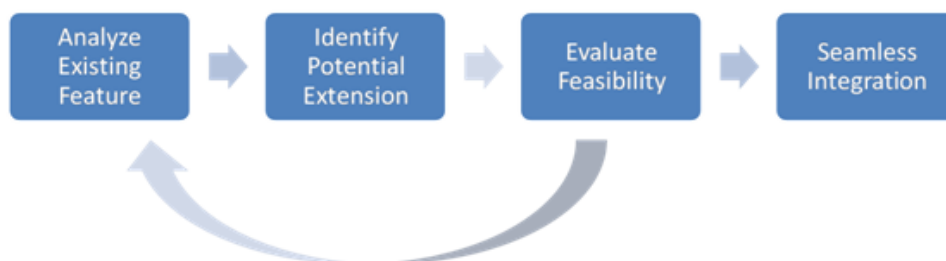 Analyze
Existing
Feature
Identify
Potential
Extension
Evaluate
Feasibility
Seamless
Integration